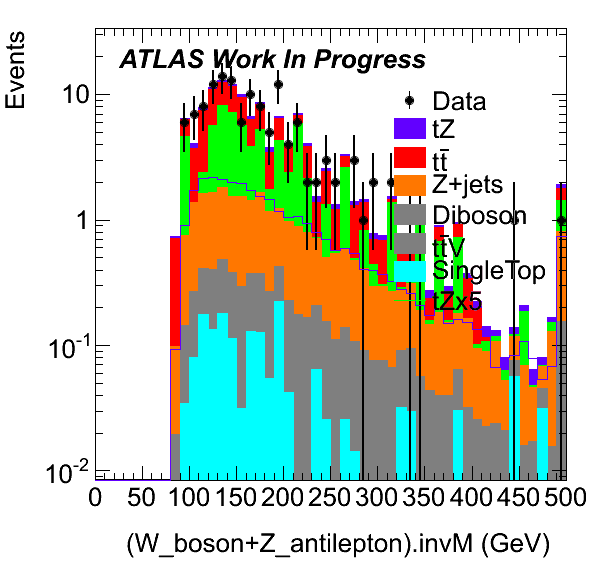 Events
ATLAS Work In Progress
10
1
10-1
10-2
Data
tZ
tt̄
Z+jets
Diboson
tt̄V
SingleTop
tZx5
0 50 100 150 200 250 300 350 400 450 500
(W_boson+Z_antilepton).invM (GeV)